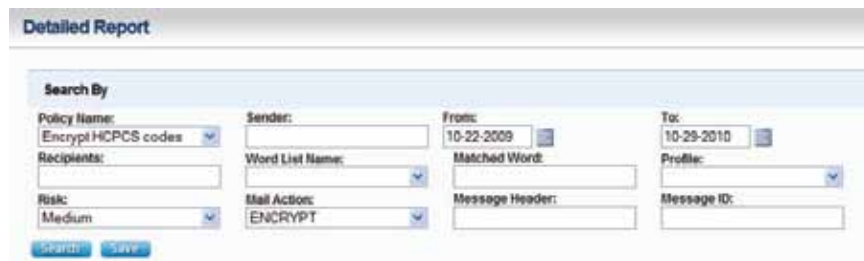 Detailed Report
Search By
Policy Name: Sender: From: To:
Encrypt HCPCS codes 10-22-2009 10-29-2010
Recipients: Word List Name: Matched Word: Profile:
Risk: Mail Action: Message Header: Message ID:
Medium ENCRYPT
Search Save